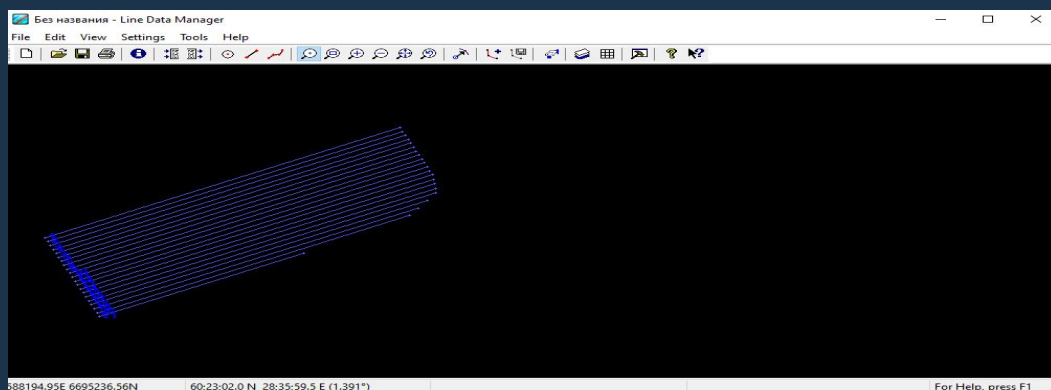 Без названия - Line Data Manager
File Edit View Settings Tools Help
588194.95E 6695236.56N 60:23:02.0 N 28:35:59.5 E (1.391°) For Help, press F1